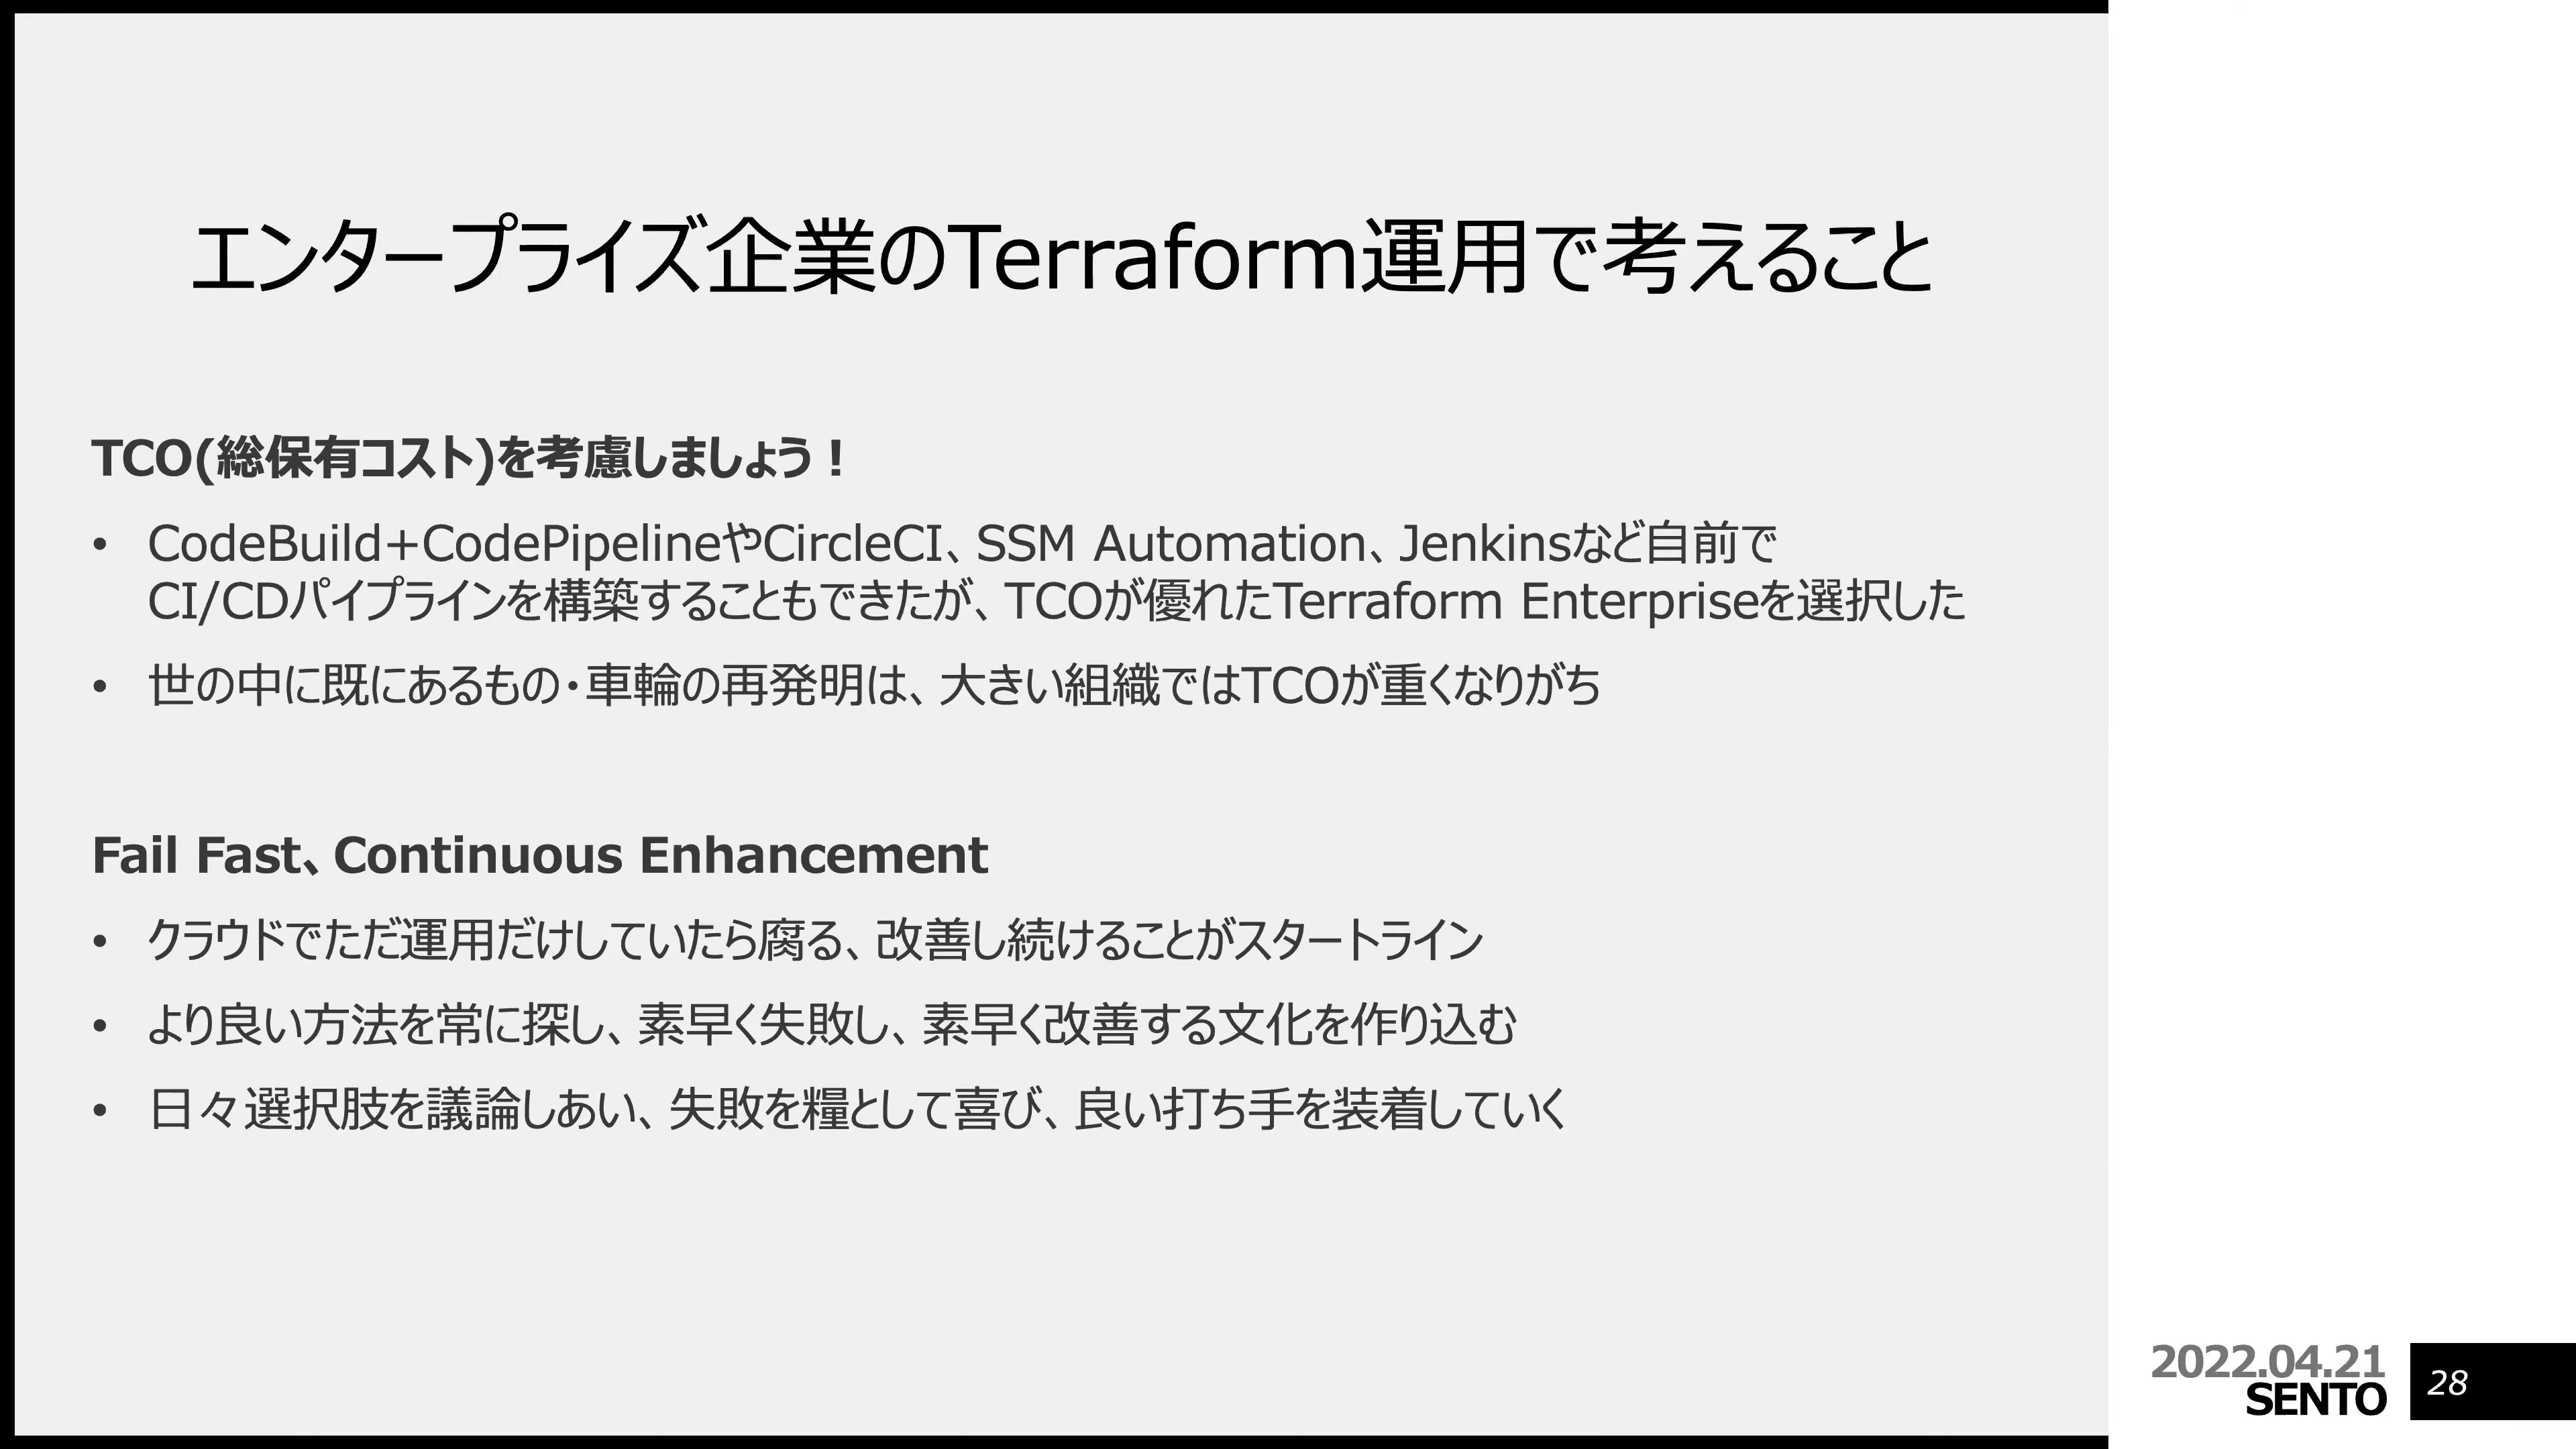 エンタープライズ企業のTerraform運用で考えること
TCO(総保有コスト)を考慮しましょう！
• CodeBuild+CodePipelineやCircleCI、SSM Automation、Jenkinsなど自前で
CI/CDパイプラインを構築することもできたが、TCOが優れたTerraform Enterpriseを選択した
• 世の中に既にあるもの・車輪の再発明は、大きい組織ではTCOが重くなりがち
Fail Fast、Continuous Enhancement
• クラウドでただ運用だけしていたら腐る、改善し続けることがスタートライン
• より良い方法を常に探し、素早く失敗し、素早く改善する文化を作り込む
• 日々選択肢を議論しあい、失敗を糧として喜び、良い打ち手を装着していく
2022.04.21
SENTO
28